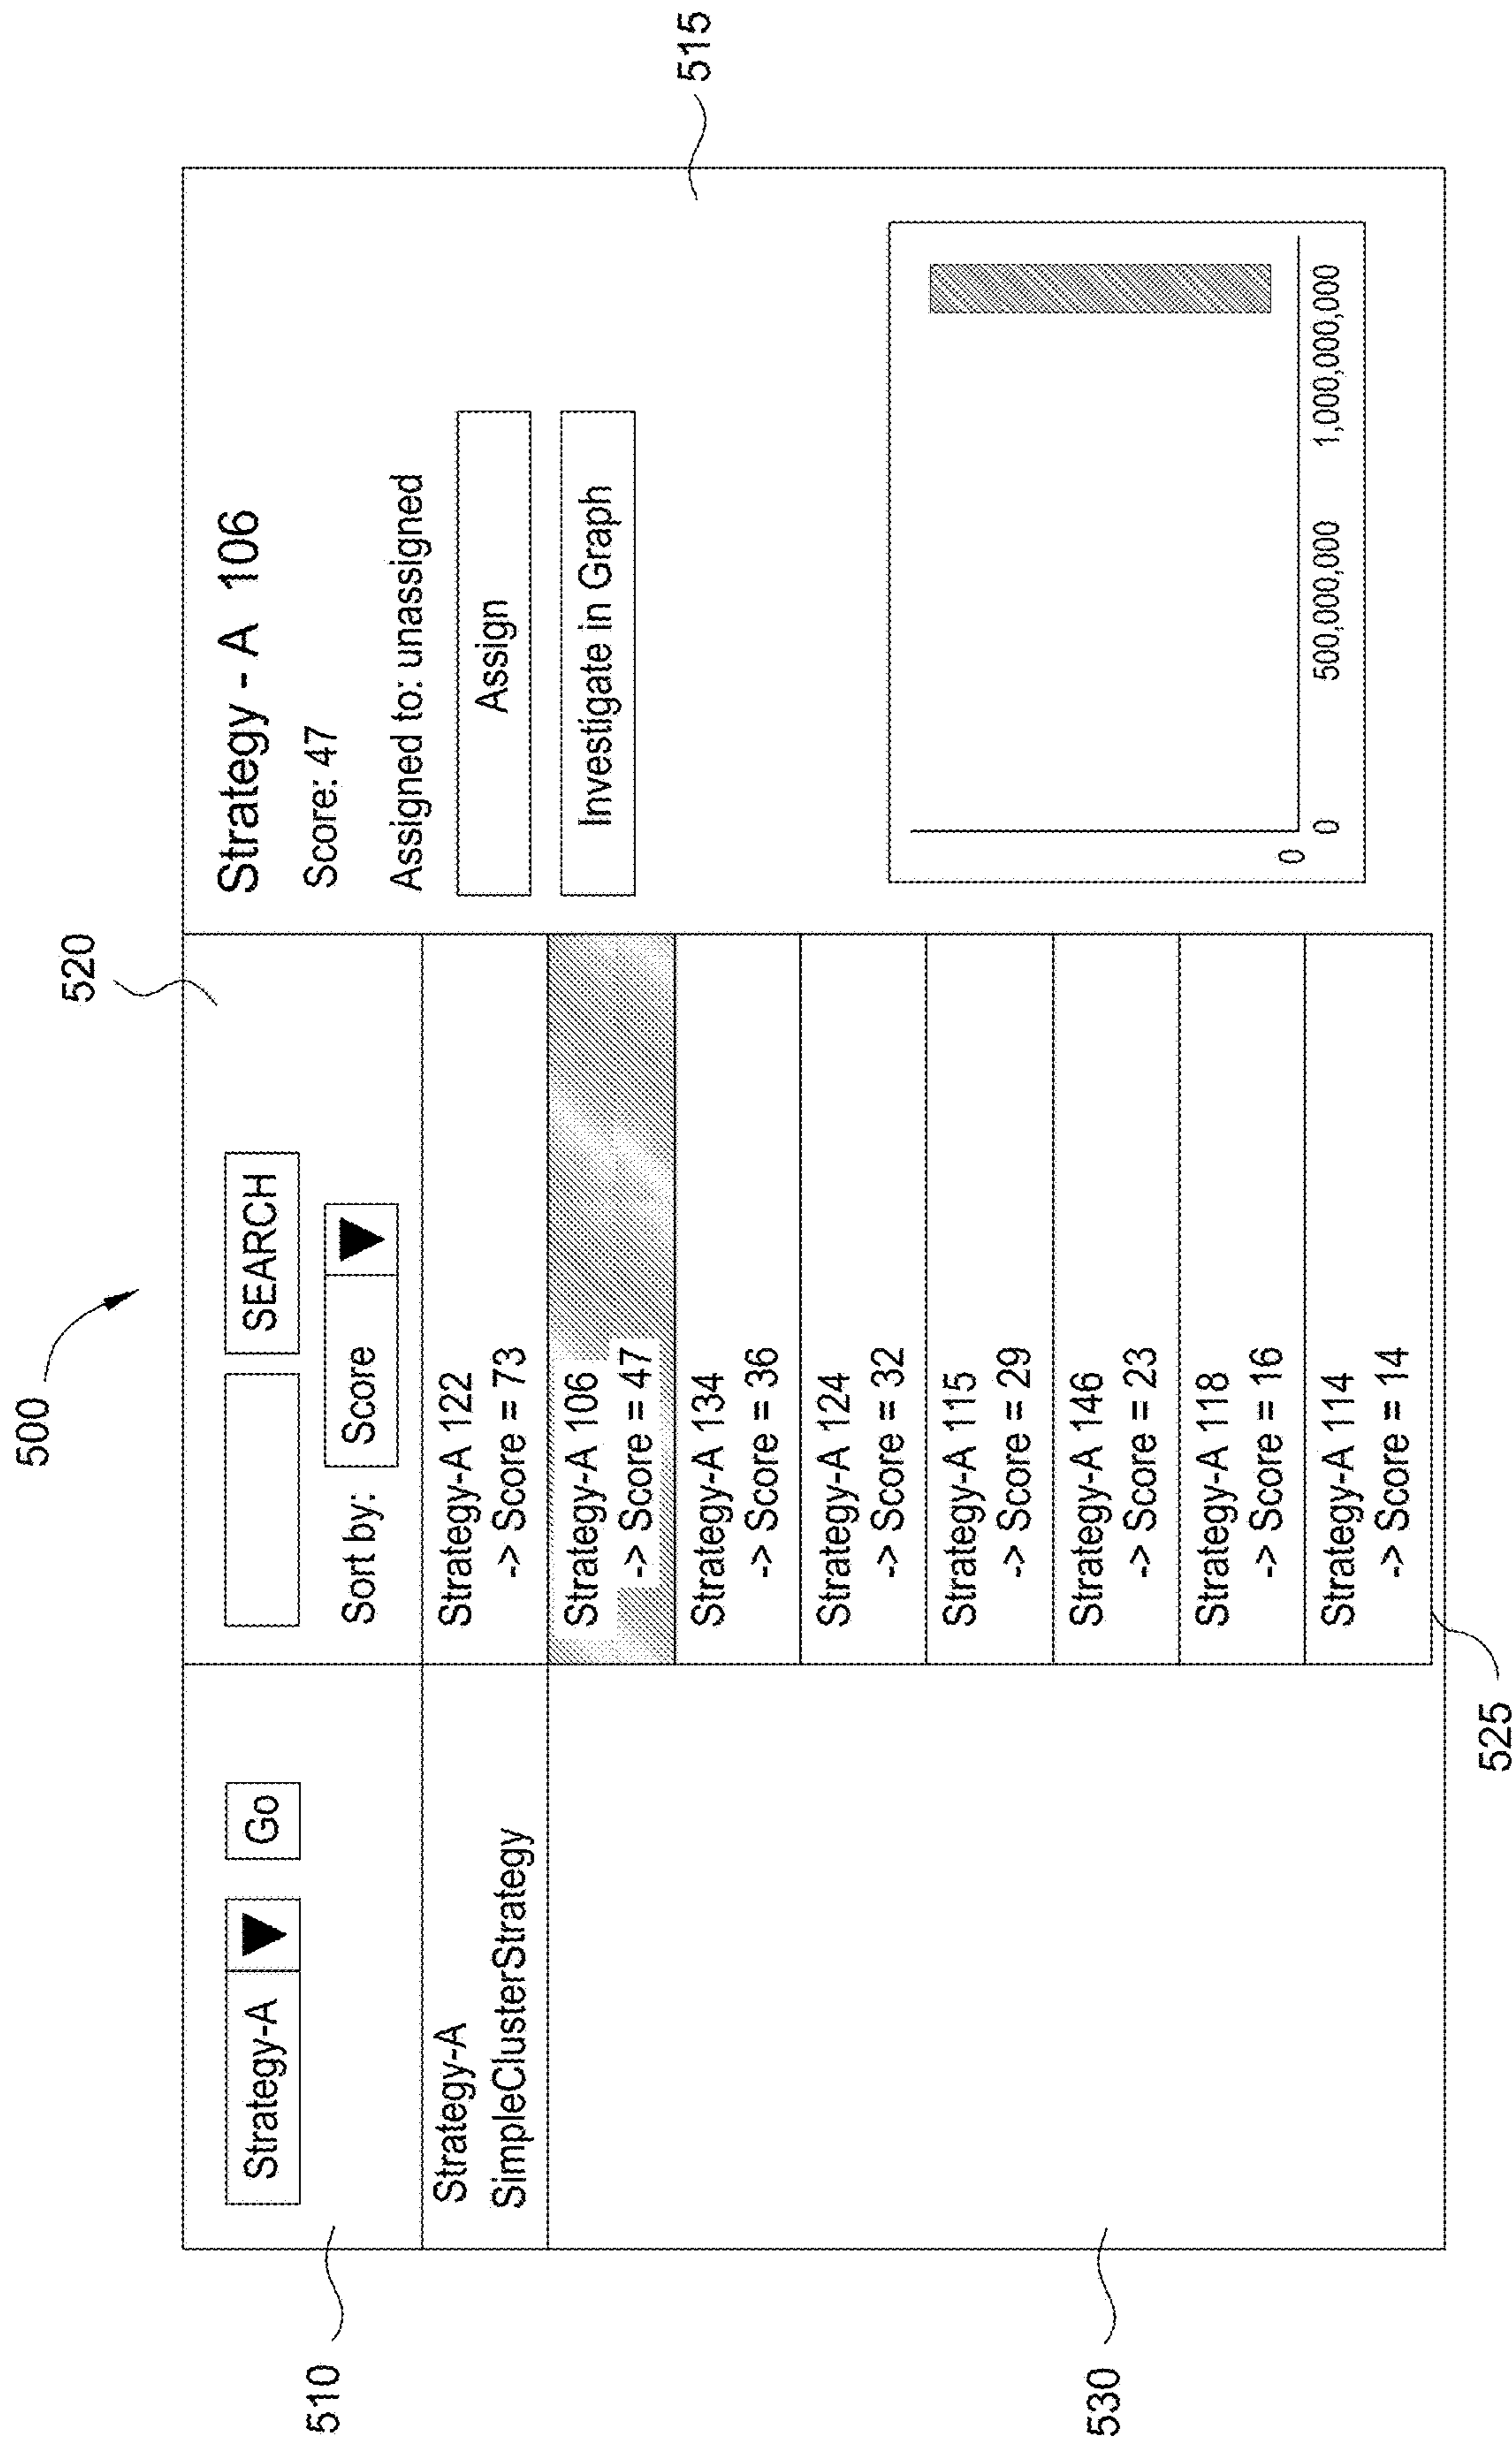 500
510
Strategy-A
Go
Strategy-A
SimpleClusterStrategy
530
520
SEARCH
Sort by: Score
Strategy-A 122
-> Score = 73
Strategy-A 106
-> Score = 47
Strategy-A 134
-> Score = 36
Strategy-A 124
-> Score = 32
Strategy-A 115
-> Score = 29
Strategy-A 146
-> Score = 23
Strategy-A 118
-> Score = 16
Strategy-A 114
-> Score = 14
525
515
Strategy - A 106
Score: 47
Assigned to: unassigned
Assign
Investigate in Graph
0
0 500,000,000 1,000,000,000